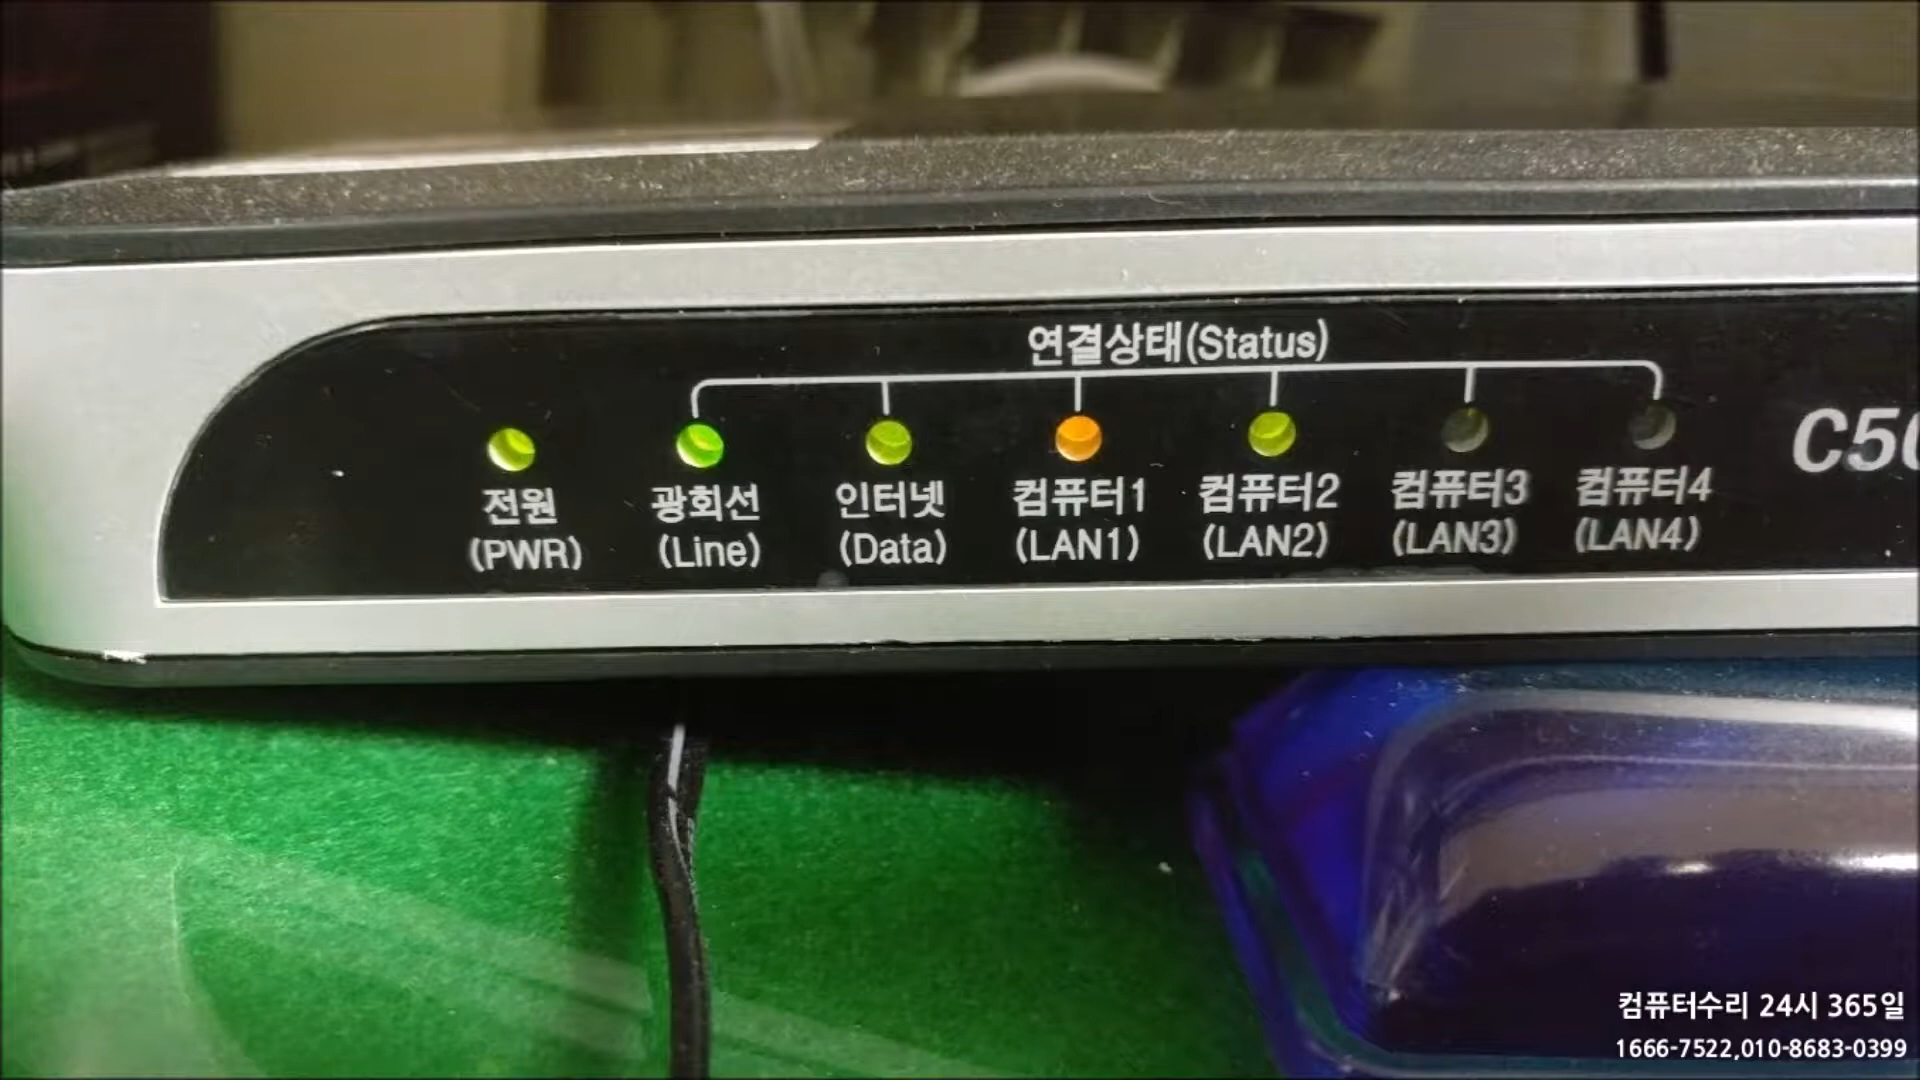 연결상태(Status)
전원 광회선 인터넷 컴퓨터1 컴퓨터2 컴퓨터3 컴퓨터4
(PWR) (Line) (Data) (LAN1) (LAN2) (LAN3) (LAN4)
컴퓨터수리 24시 365일
1666-7522,010-8683-0399